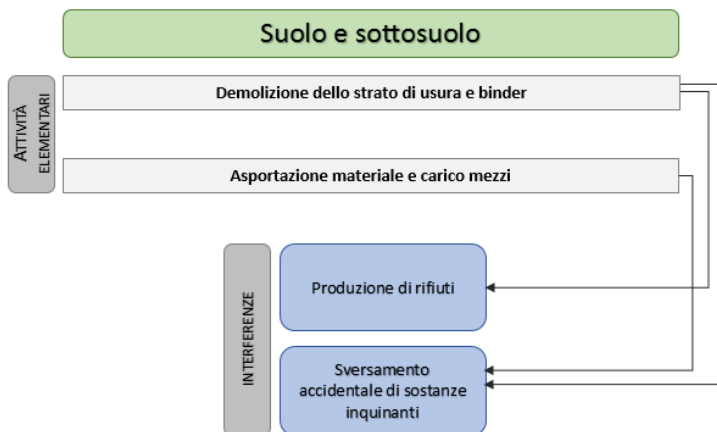 Suolo e sottosuolo
ATTIVITÀ
ELEMENTARI
Demolizione dello strato di usura e binder
Asportazione materiale e carico mezzi
INTERFERENZE
Produzione di rifiuti
Sversamento
accidentale di sostanze
inquinanti